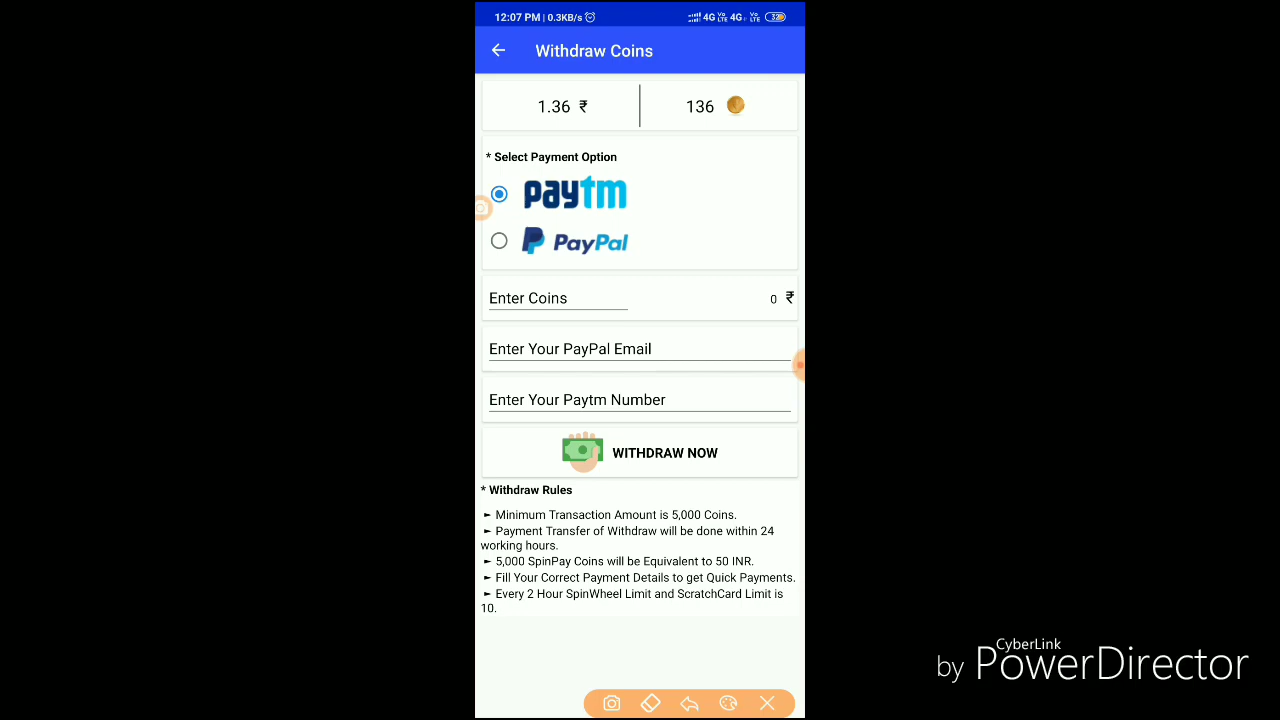 12:07 PM | 0.3KB/s
4G Vo LTE 4G Vo LTE 32
Withdraw Coins
1.36 ₹
136
* Select Payment Option
paytm
PayPal
Enter Coins
0 ₹
Enter Your PayPal Email
Enter Your Paytm Number
WITHDRAW NOW
* Withdraw Rules
► Minimum Transaction Amount is 5,000 Coins.
► Payment Transfer of Withdraw will be done within 24
working hours.
► 5,000 SpinPay Coins will be Equivalent to 50 INR.
► Fill Your Correct Payment Details to get Quick Payments.
► Every 2 Hour SpinWheel Limit and ScratchCard Limit is
10.
CyberLink
by PowerDirector